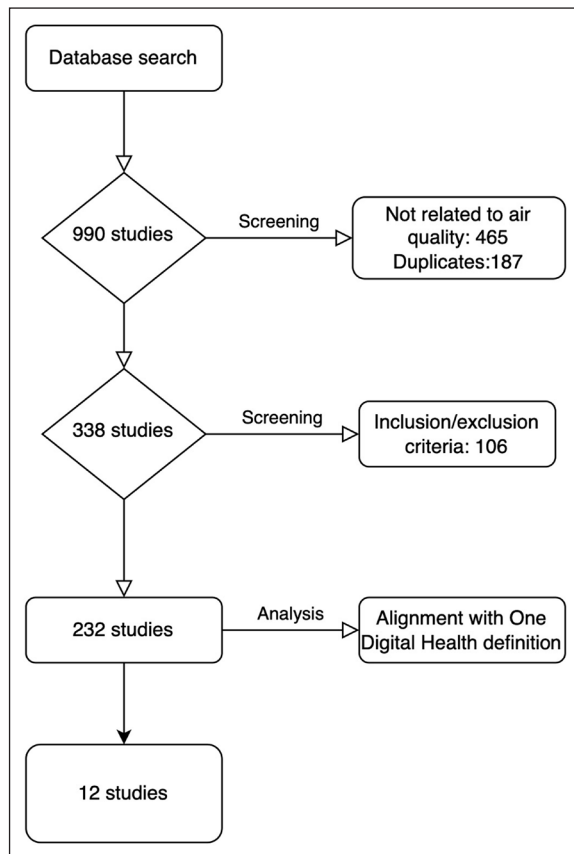 Database search
990 studies
Screening
Not related to air
quality: 465
Duplicates:187
338 studies
Screening
Inclusion/exclusion
criteria: 106
232 studies
Analysis
Alignment with One
Digital Health definition
12 studies